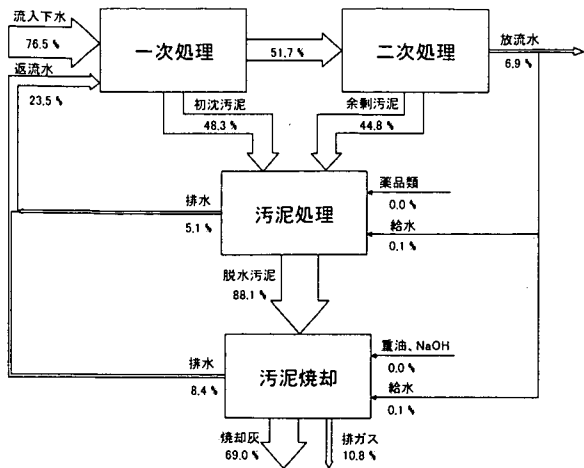 流入下水
76.5 %
返流水
23.5 %
一次処理
51.7 %
二次処理
放流水
6.9 %
初沈汚泥
48.3 %
余剰汚泥
44.8 %
汚泥処理
薬品類
0.0 %
給水
0.1 %
排水
5.1 %
脱水汚泥
88.1 %
汚泥焼却
重油、NaOH
0.0 %
給水
0.1 %
排水
8.4 %
焼却灰
69.0 %
排ガス
10.8 %